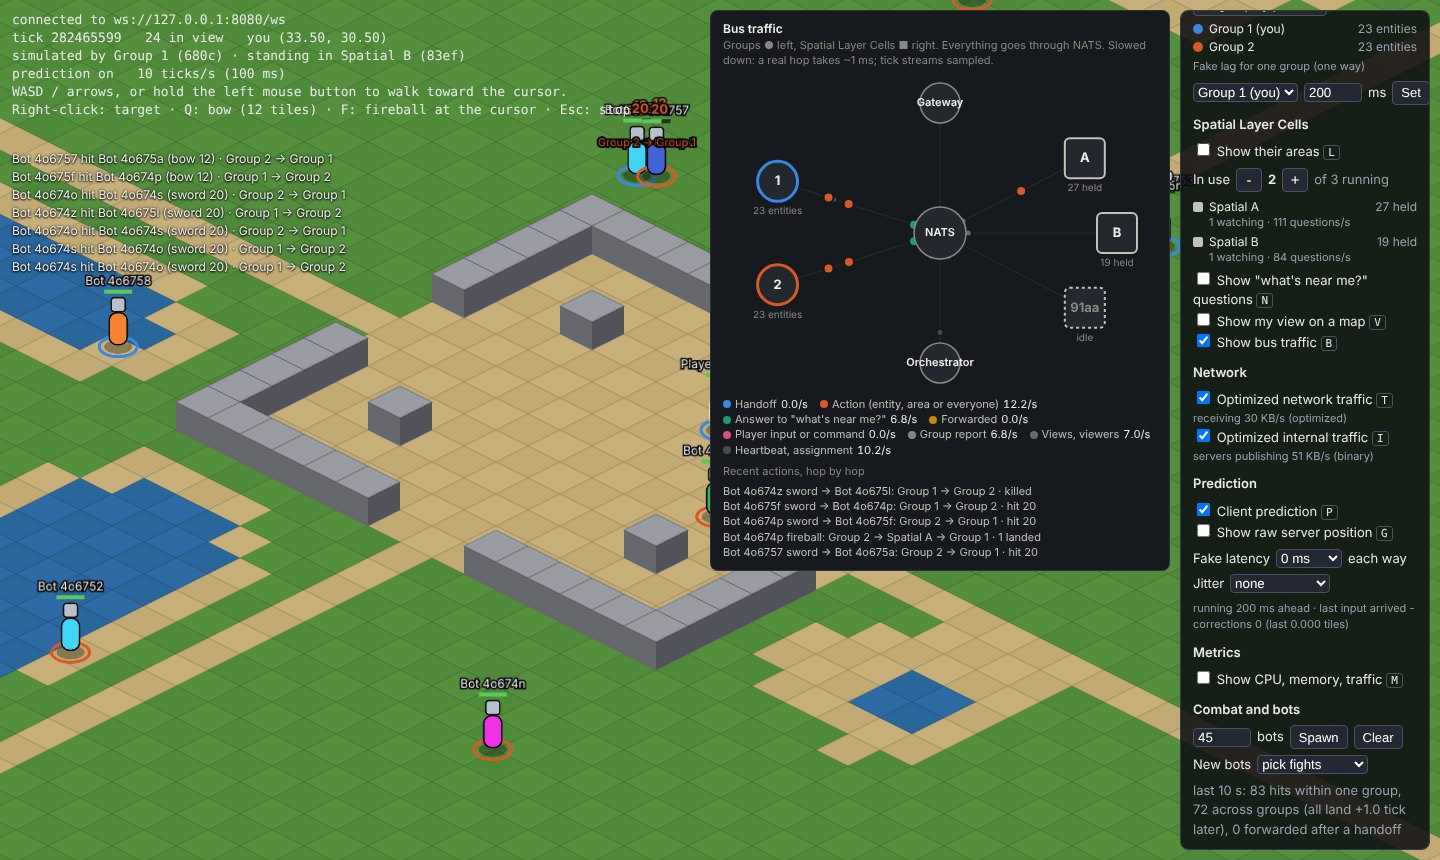 connected to ws://127.0.0.1:8080/ws
tick 282465599 24 in view you (33.50, 30.50)
simulated by Group 1 (680c) · standing in Spatial B (83ef)
prediction on 10 ticks/s (100 ms)
WASD / arrows, or hold the left mouse button to walk toward the cursor.
Right-click: target · Q: bow (12 tiles) · F: fireball at the cursor · Esc:
20 20
Group 2 → Group 1
Bot 4o6757 hit Bot 4o675a (bow 12) · Group 2 → Group 1
Bot 4o675f hit Bot 4o674p (bow 12) · Group 1 → Group 2
Bot 4o674o hit Bot 4o674s (sword 20) · Group 2 → Group 1
Bot 4o674z hit Bot 4o675l (sword 20) · Group 1 → Group 2
Bot 4o674o hit Bot 4o674s (sword 20) · Group 2 → Group 1
Bot 4o674s hit Bot 4o674o (sword 20) · Group 1 → Group 2
Bot 4o674s hit Bot 4o674o (sword 20) · Group 1 → Group 2
Bot 4o6758
Playe
Bot 4
Bot 4o6752
Bot 4o674n
Bus traffic
Groups left, Spatial Layer Cells right. Everything goes through NATS. Slowed
down: a real hop takes ~1 ms; tick streams sampled.
Gateway
A
27 held
1
23 entities
NATS
B
19 held
2
23 entities
91aa
idle
Orchestrator
Handoff 0.0/s Action (entity, area or everyone) 12.2/s
Answer to "what's near me?" 6.8/s Forwarded 0.0/s
Player input or command 0.0/s Group report 6.8/s Views, viewers 7.0/s
Heartbeat, assignment 10.2/s
Recent actions, hop by hop
Bot 4o674z sword → Bot 4o675l: Group 1 → Group 2 · killed
Bot 4o675f sword → Bot 4o674p: Group 1 → Group 2 · hit 20
Bot 4o674p sword → Bot 4o675f: Group 2 → Group 1 · hit 20
Bot 4o674p fireball: Group 2 → Spatial A → Group 1 · 1 landed
Bot 4o6757 sword → Bot 4o675a: Group 2 → Group 1 · hit 20
Group 1 (you) 23 entities
Group 2 23 entities
Fake lag for one group (one way)
Group 1 (you) 200 ms Set
Spatial Layer Cells
Show their areas L
In use - 2 + of 3 running
Spatial A 27 held
1 watching · 111 questions/s
Spatial B 19 held
1 watching · 84 questions/s
Show "what's near me?"
questions N
Show my view on a map V
Show bus traffic B
Network
Optimized network traffic T
receiving 30 KB/s (optimized)
Optimized internal traffic I
servers publishing 51 KB/s (binary)
Prediction
Client prediction P
Show raw server position G
Fake latency 0 ms each way
Jitter none
running 200 ms ahead · last input arrived -
corrections 0 (last 0.000 tiles)
Metrics
Show CPU, memory, traffic M
Combat and bots
45 bots Spawn Clear
New bots pick fights
last 10 s: 83 hits within one group,
72 across groups (all land +1.0 tick
later), 0 forwarded after a handoff